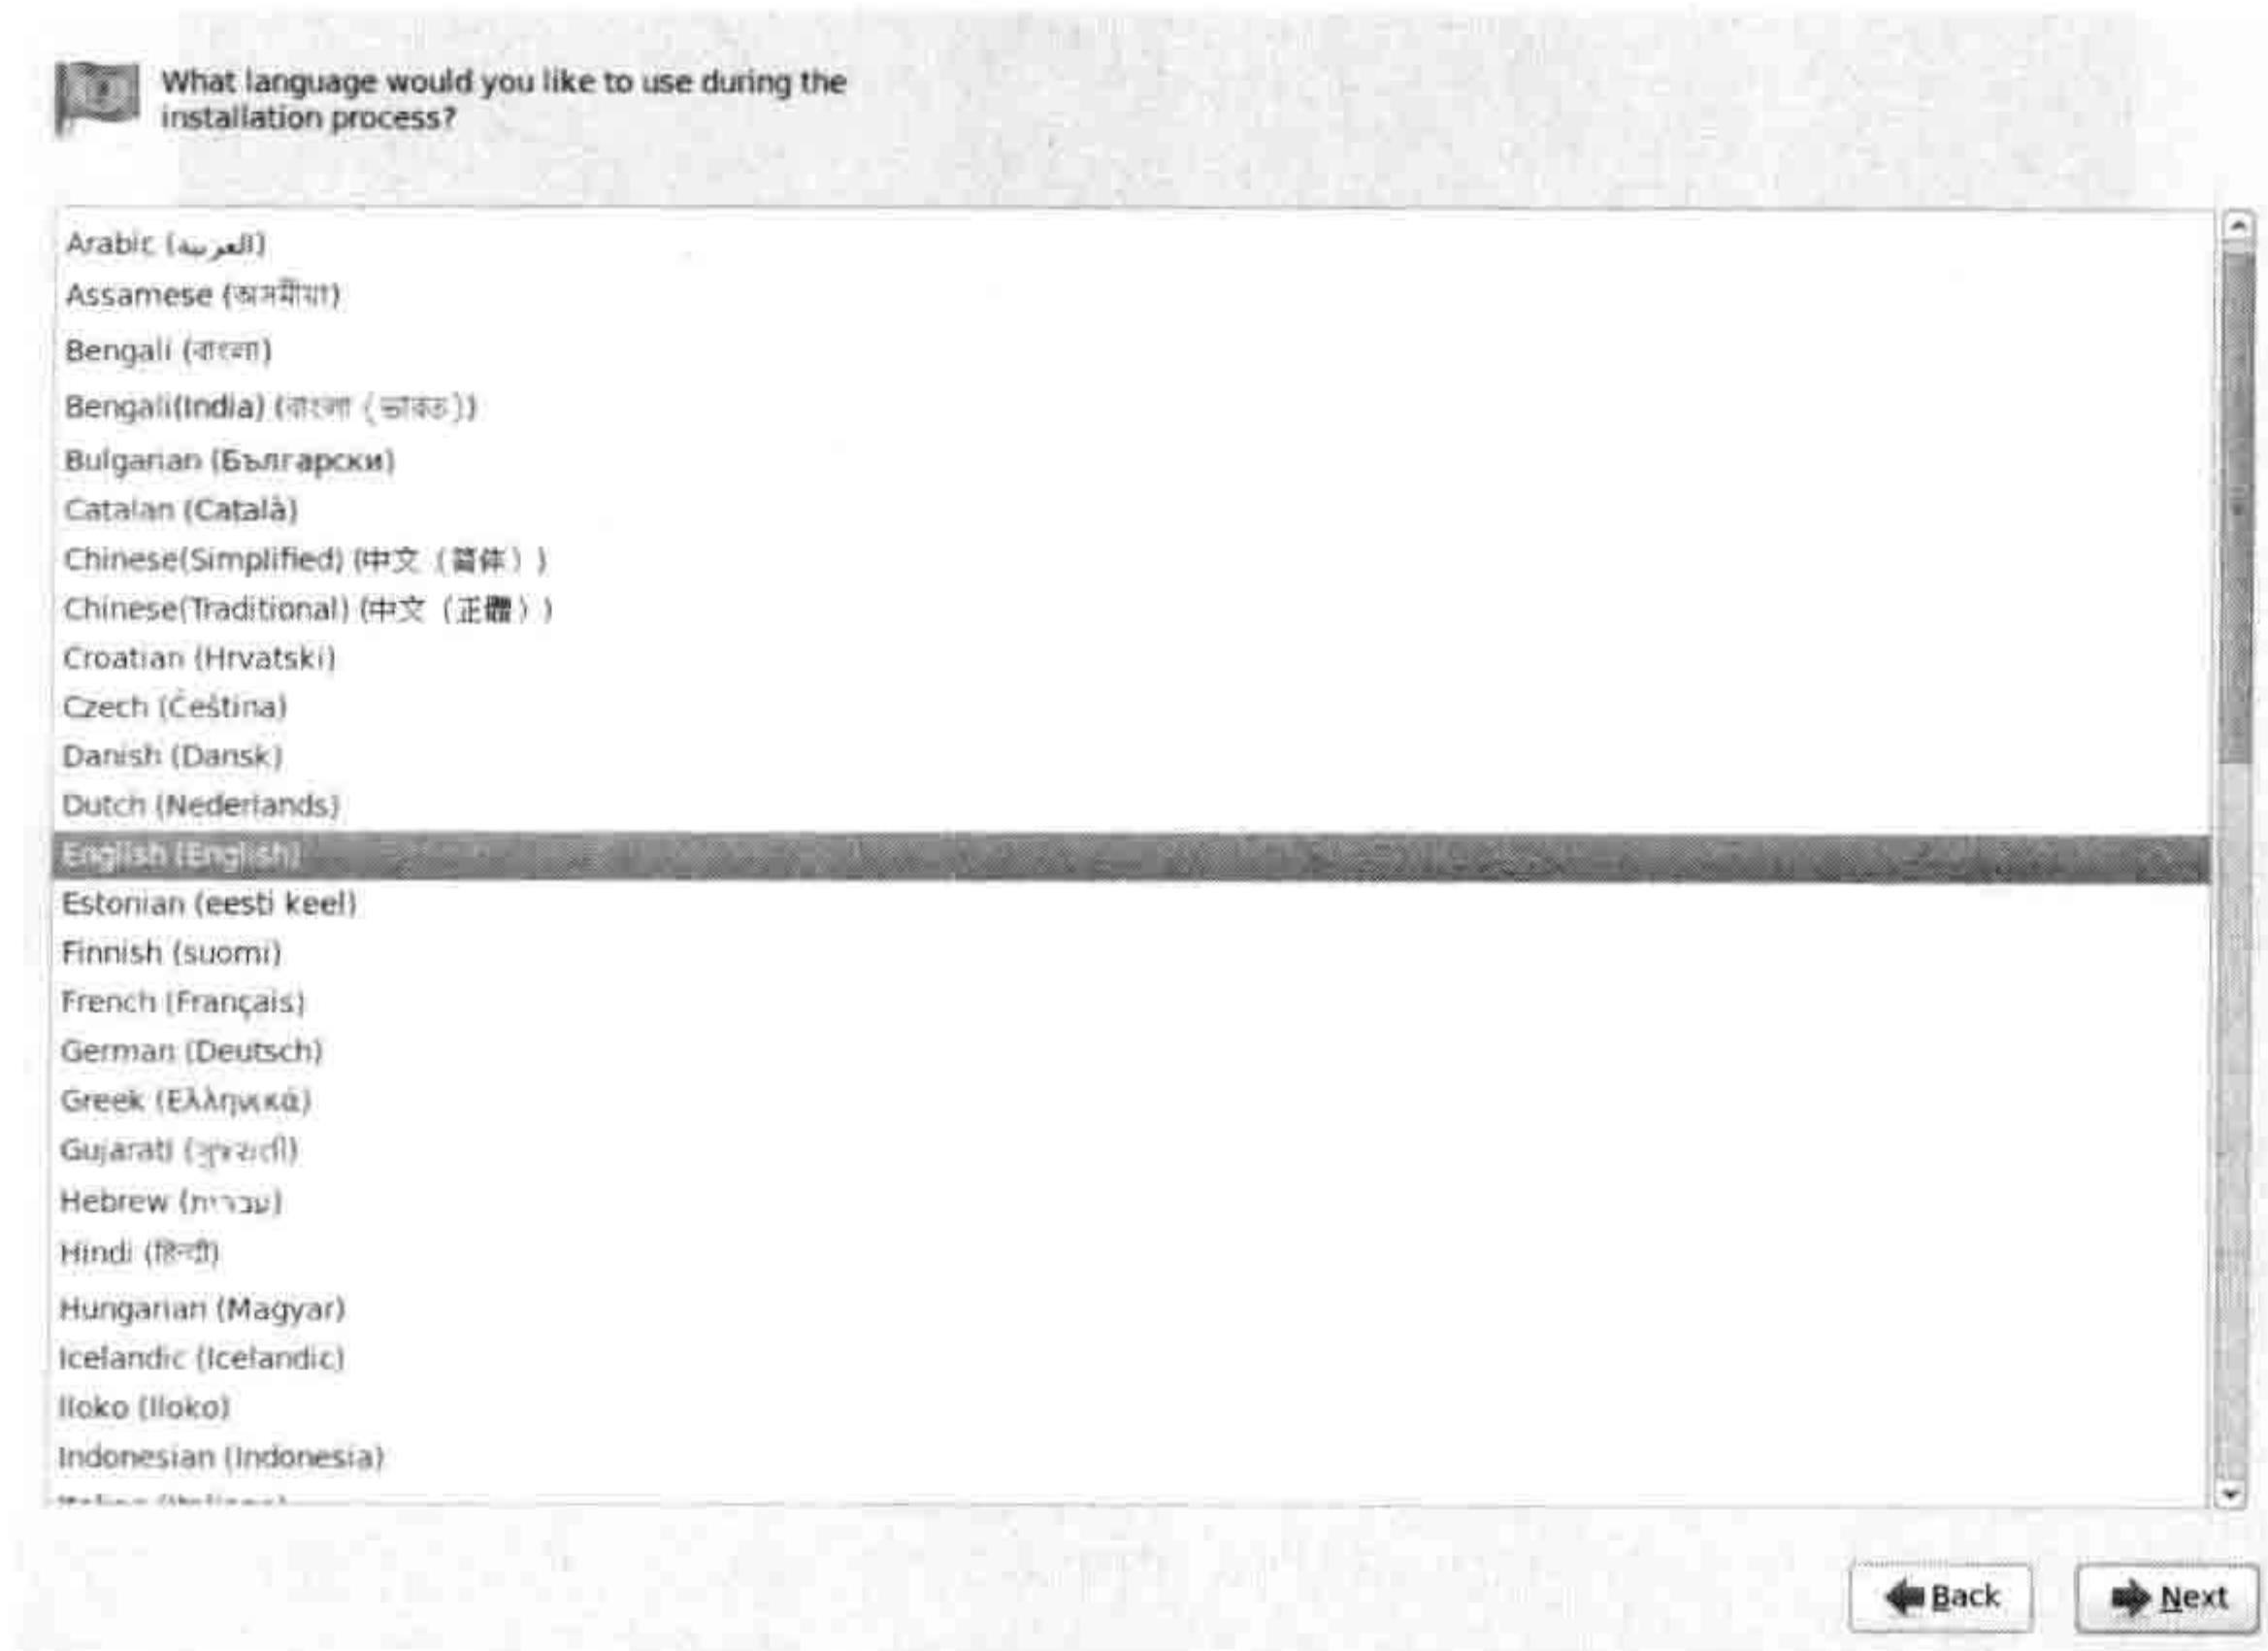 What language would you like to use during the
installation process?
Arabic (العربية)
Assamese (অসমীয়া)
Bengali (বাংলা)
Bengali(India) (বাংলা (ভারত))
Bulgarian (Български)
Catalan (Català)
Chinese(Simplified) (中文（简体）)
Chinese(Traditional) (中文（正體）)
Croatian (Hrvatski)
Czech (Čeština)
Danish (Dansk)
Dutch (Nederlands)
English (English)
Estonian (eesti keel)
Finnish (suomi)
French (Français)
German (Deutsch)
Greek (Ελληνικά)
Gujarati (ગુજરાતી)
Hebrew (עברית)
Hindi (हिन्दी)
Hungarian (Magyar)
Icelandic (Icelandic)
Iloko (Iloko)
Indonesian (Indonesia)
Back
Next